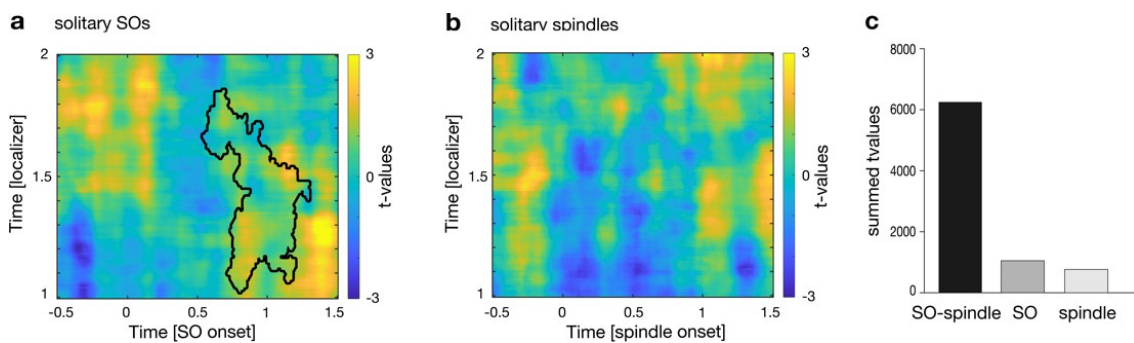 a solitary SOs
2
1.5
1
-0.5 0 0.5 1 1.5
Time [localizer]
Time [SO onset]
3
0
-3
t-values
b solitary spindles
2
1.5
1
-0.5 0 0.5 1 1.5
Time [localizer]
Time [spindle onset]
3
0
-3
t-values
c
8000
6000
4000
2000
0
summed tvalues
SO-spindle SO spindle